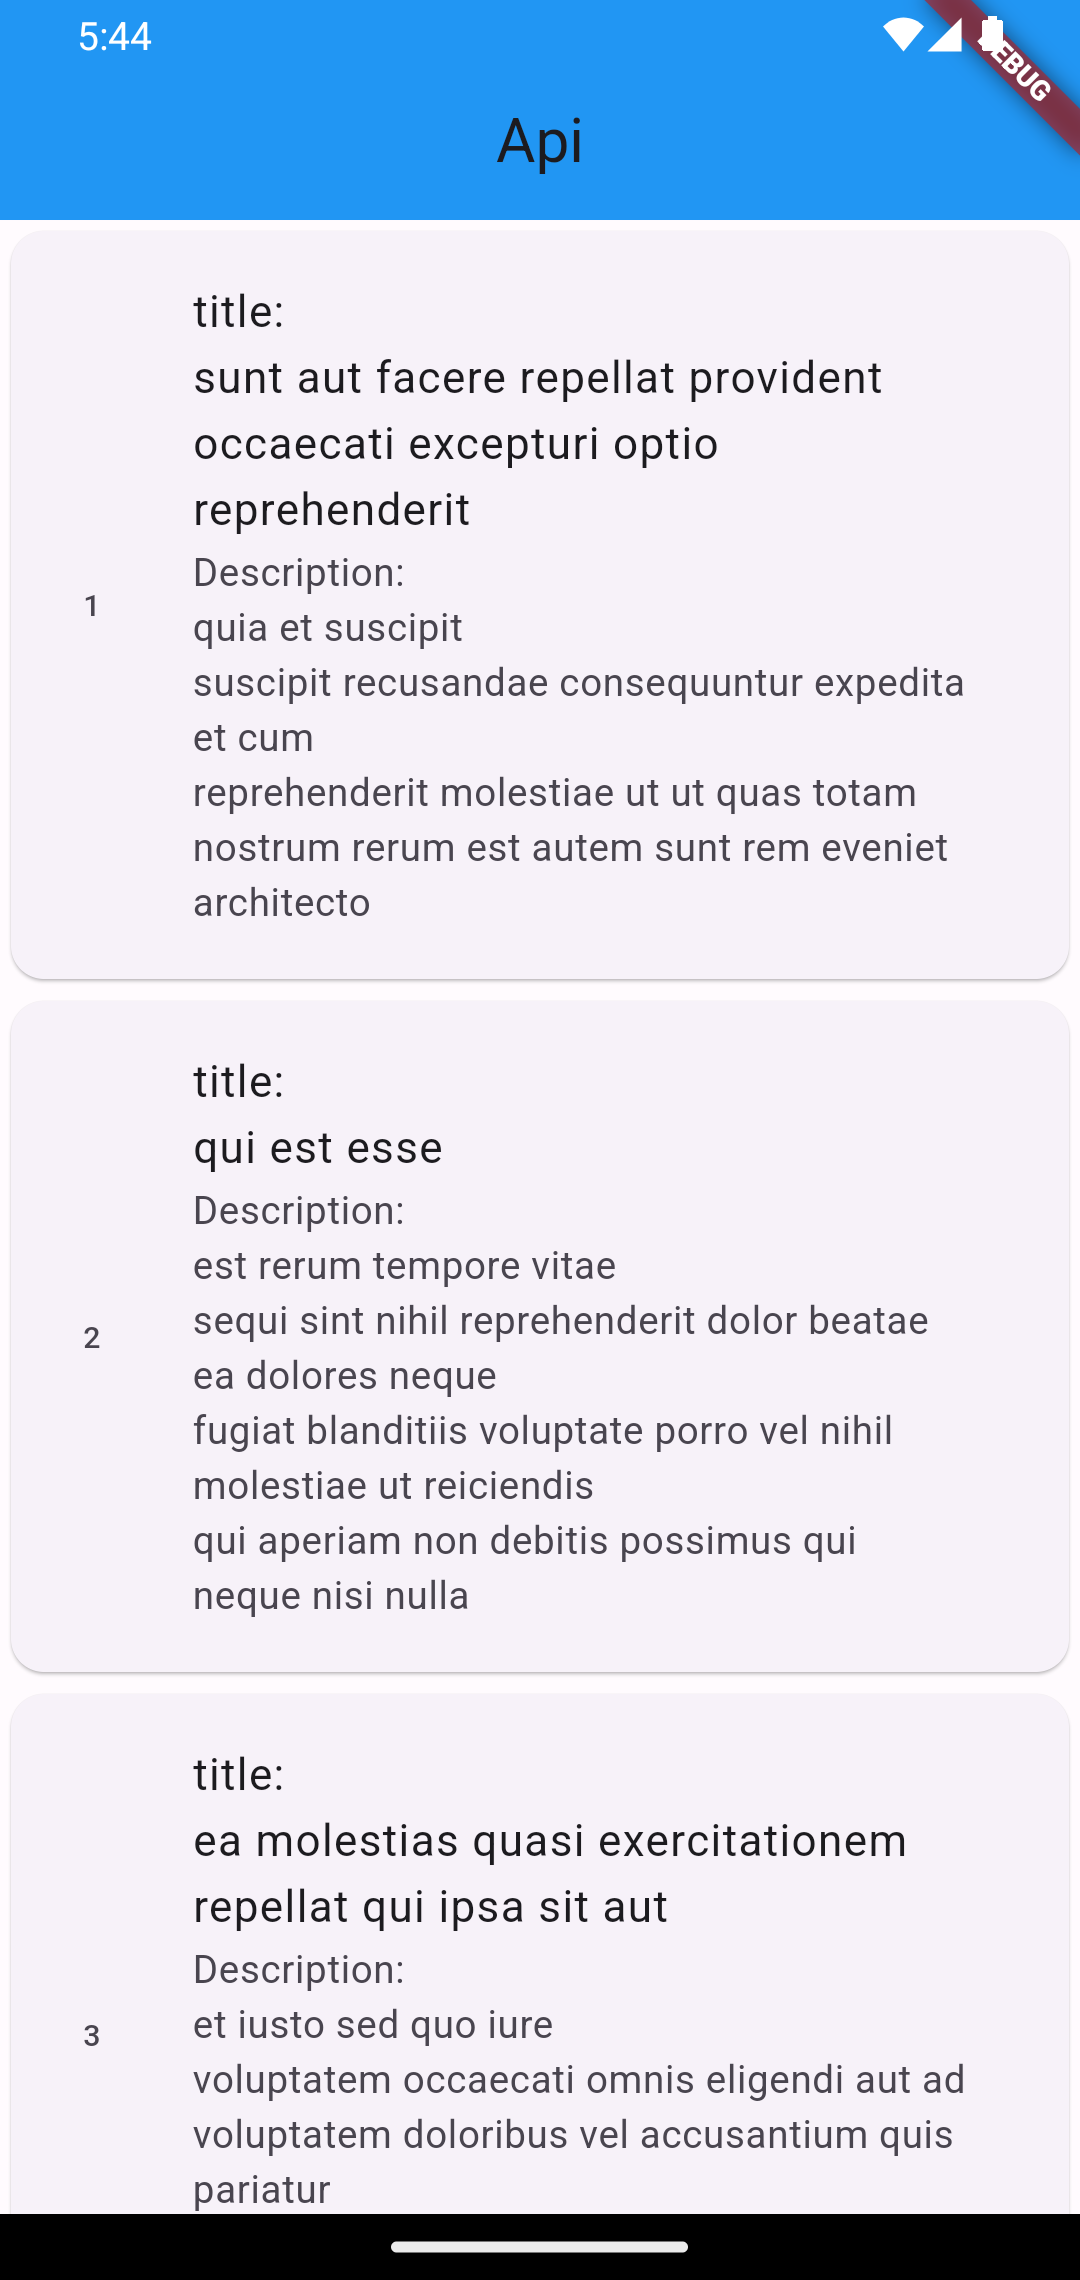 5:44
DEBUG
Api
title:
sunt aut facere repellat provident
occaecati excepturi optio
reprehenderit
Description:
1
quia et suscipit
suscipit recusandae consequuntur expedita
et cum
reprehenderit molestiae ut ut quas totam
nostrum rerum est autem sunt rem eveniet
architecto
title:
qui est esse
Description:
est rerum tempore vitae
sequi sint nihil reprehenderit dolor beatae
2
ea dolores neque
fugiat blanditiis voluptate porro vel nihil
molestiae ut reiciendis
qui aperiam non debitis possimus qui
neque nisi nulla
title:
ea molestias quasi exercitationem
repellat qui ipsa sit aut
Description:
et iusto sed quo iure
3
voluptatem occaecati omnis eligendi aut ad
voluptatem doloribus vel accusantium quis
pariatur